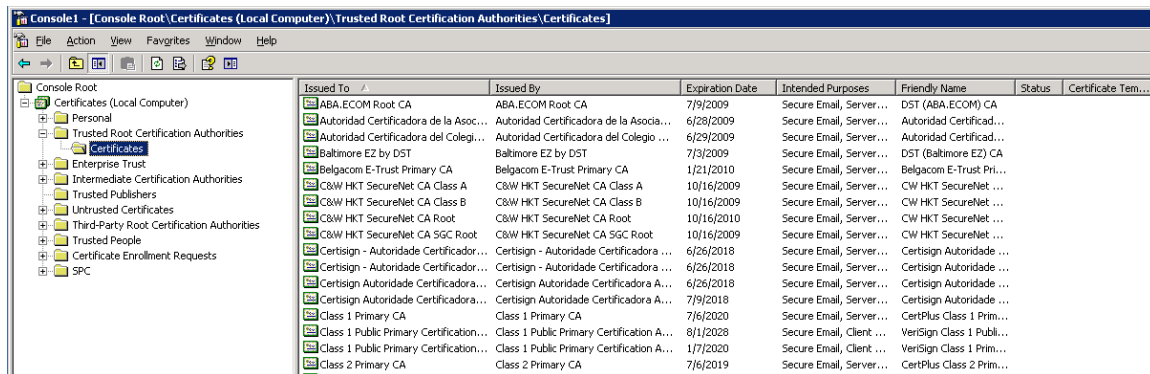 Console1 - [Console Root\Certificates (Local Computer)\Trusted Root Certification Authorities\Certificates]
File Action View Favorites Window Help
Console Root
Certificates (Local Computer)
Personal
Trusted Root Certification Authorities
Certificates
Enterprise Trust
Intermediate Certification Authorities
Trusted Publishers
Untrusted Certificates
Third-Party Root Certification Authorities
Trusted People
Certificate Enrollment Requests
SPC
Issued To Issued By Expiration Date Intended Purposes Friendly Name Status Certificate Tem...
ABA.ECOM Root CA ABA.ECOM Root CA 7/9/2009 Secure Email, Server... DST (ABA.ECOM) CA
Autoridad Certificadora de la Asoc... Autoridad Certificadora de la Asocia... 6/28/2009 Secure Email, Server... Autoridad Certificad...
Autoridad Certificadora del Colegi... Autoridad Certificadora del Colegio ... 6/29/2009 Secure Email, Server... Autoridad Certificad...
Baltimore EZ by DST Baltimore EZ by DST 7/3/2009 Secure Email, Server... DST (Baltimore EZ) CA
Belgacom E-Trust Primary CA Belgacom E-Trust Primary CA 1/21/2010 Secure Email, Server... Belgacom E-Trust Pri...
C&W HKT SecureNet CA Class A C&W HKT SecureNet CA Class A 10/16/2009 Secure Email, Server... CW HKT SecureNet ...
C&W HKT SecureNet CA Class B C&W HKT SecureNet CA Class B 10/16/2009 Secure Email, Server... CW HKT SecureNet ...
C&W HKT SecureNet CA Root C&W HKT SecureNet CA Root 10/16/2010 Secure Email, Server... CW HKT SecureNet ...
C&W HKT SecureNet CA SGC Root C&W HKT SecureNet CA SGC Root 10/16/2009 Secure Email, Server... CW HKT SecureNet ...
Certisign - Autoridade Certificador... Certisign - Autoridade Certificadora ... 6/26/2018 Secure Email, Server... Certisign Autoridade ...
Certisign - Autoridade Certificador... Certisign - Autoridade Certificadora ... 6/26/2018 Secure Email, Server... Certisign Autoridade ...
Certisign Autoridade Certificadora... Certisign Autoridade Certificadora A... 6/26/2018 Secure Email, Server... Certisign Autoridade ...
Certisign Autoridade Certificadora... Certisign Autoridade Certificadora A... 7/9/2018 Secure Email, Server... Certisign Autoridade ...
Class 1 Primary CA Class 1 Primary CA 7/6/2020 Secure Email, Server... CertPlus Class 1 Prim...
Class 1 Public Primary Certification... Class 1 Public Primary Certification A... 8/1/2028 Secure Email, Client ... VeriSign Class 1 Publi...
Class 1 Public Primary Certification... Class 1 Public Primary Certification A... 1/7/2020 Secure Email, Client ... VeriSign Class 1 Prim...
Class 2 Primary CA Class 2 Primary CA 7/6/2019 Secure Email, Server... CertPlus Class 2 Prim...